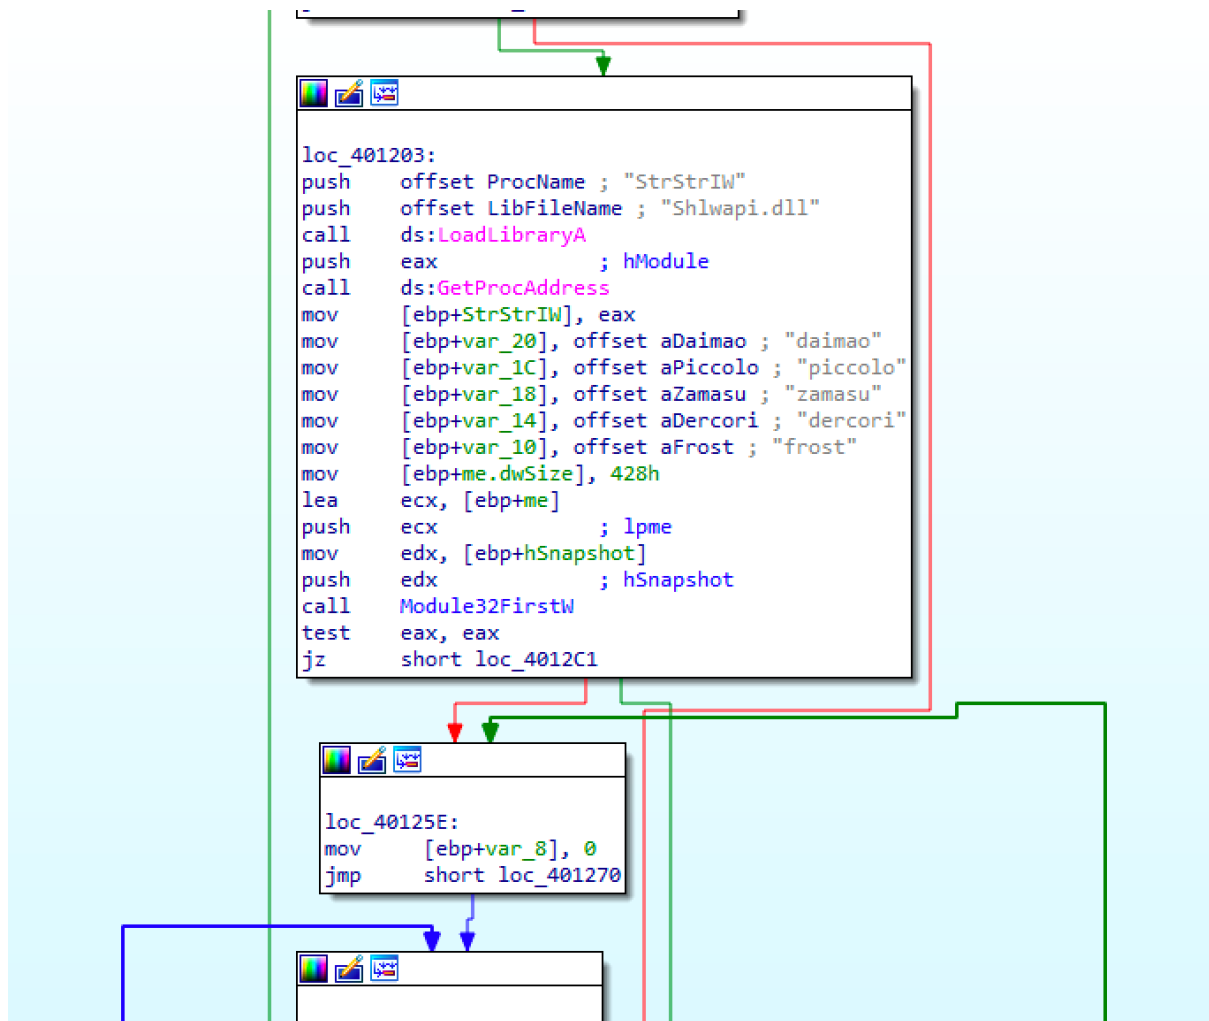 loc_401203:
push offset ProcName ; "StrStrIW"
push offset LibFileName ; "Shlwapi.dll"
call ds:LoadLibraryA
push eax ; hModule
call ds:GetProcAddress
mov [ebp+StrStrIW], eax
mov [ebp+var_20], offset aDaimao ; "daimao"
mov [ebp+var_1C], offset aPiccolo ; "piccolo"
mov [ebp+var_18], offset aZamasu ; "zamasu"
mov [ebp+var_14], offset aDercori ; "dercori"
mov [ebp+var_10], offset aFrost ; "frost"
mov [ebp+me.dwSize], 428h
lea ecx, [ebp+me]
push ecx ; lpme
mov edx, [ebp+hSnapshot]
push edx ; hSnapshot
call Module32FirstW
test eax, eax
jz short loc_4012C1
loc_40125E:
mov [ebp+var_8], 0
jmp short loc_401270